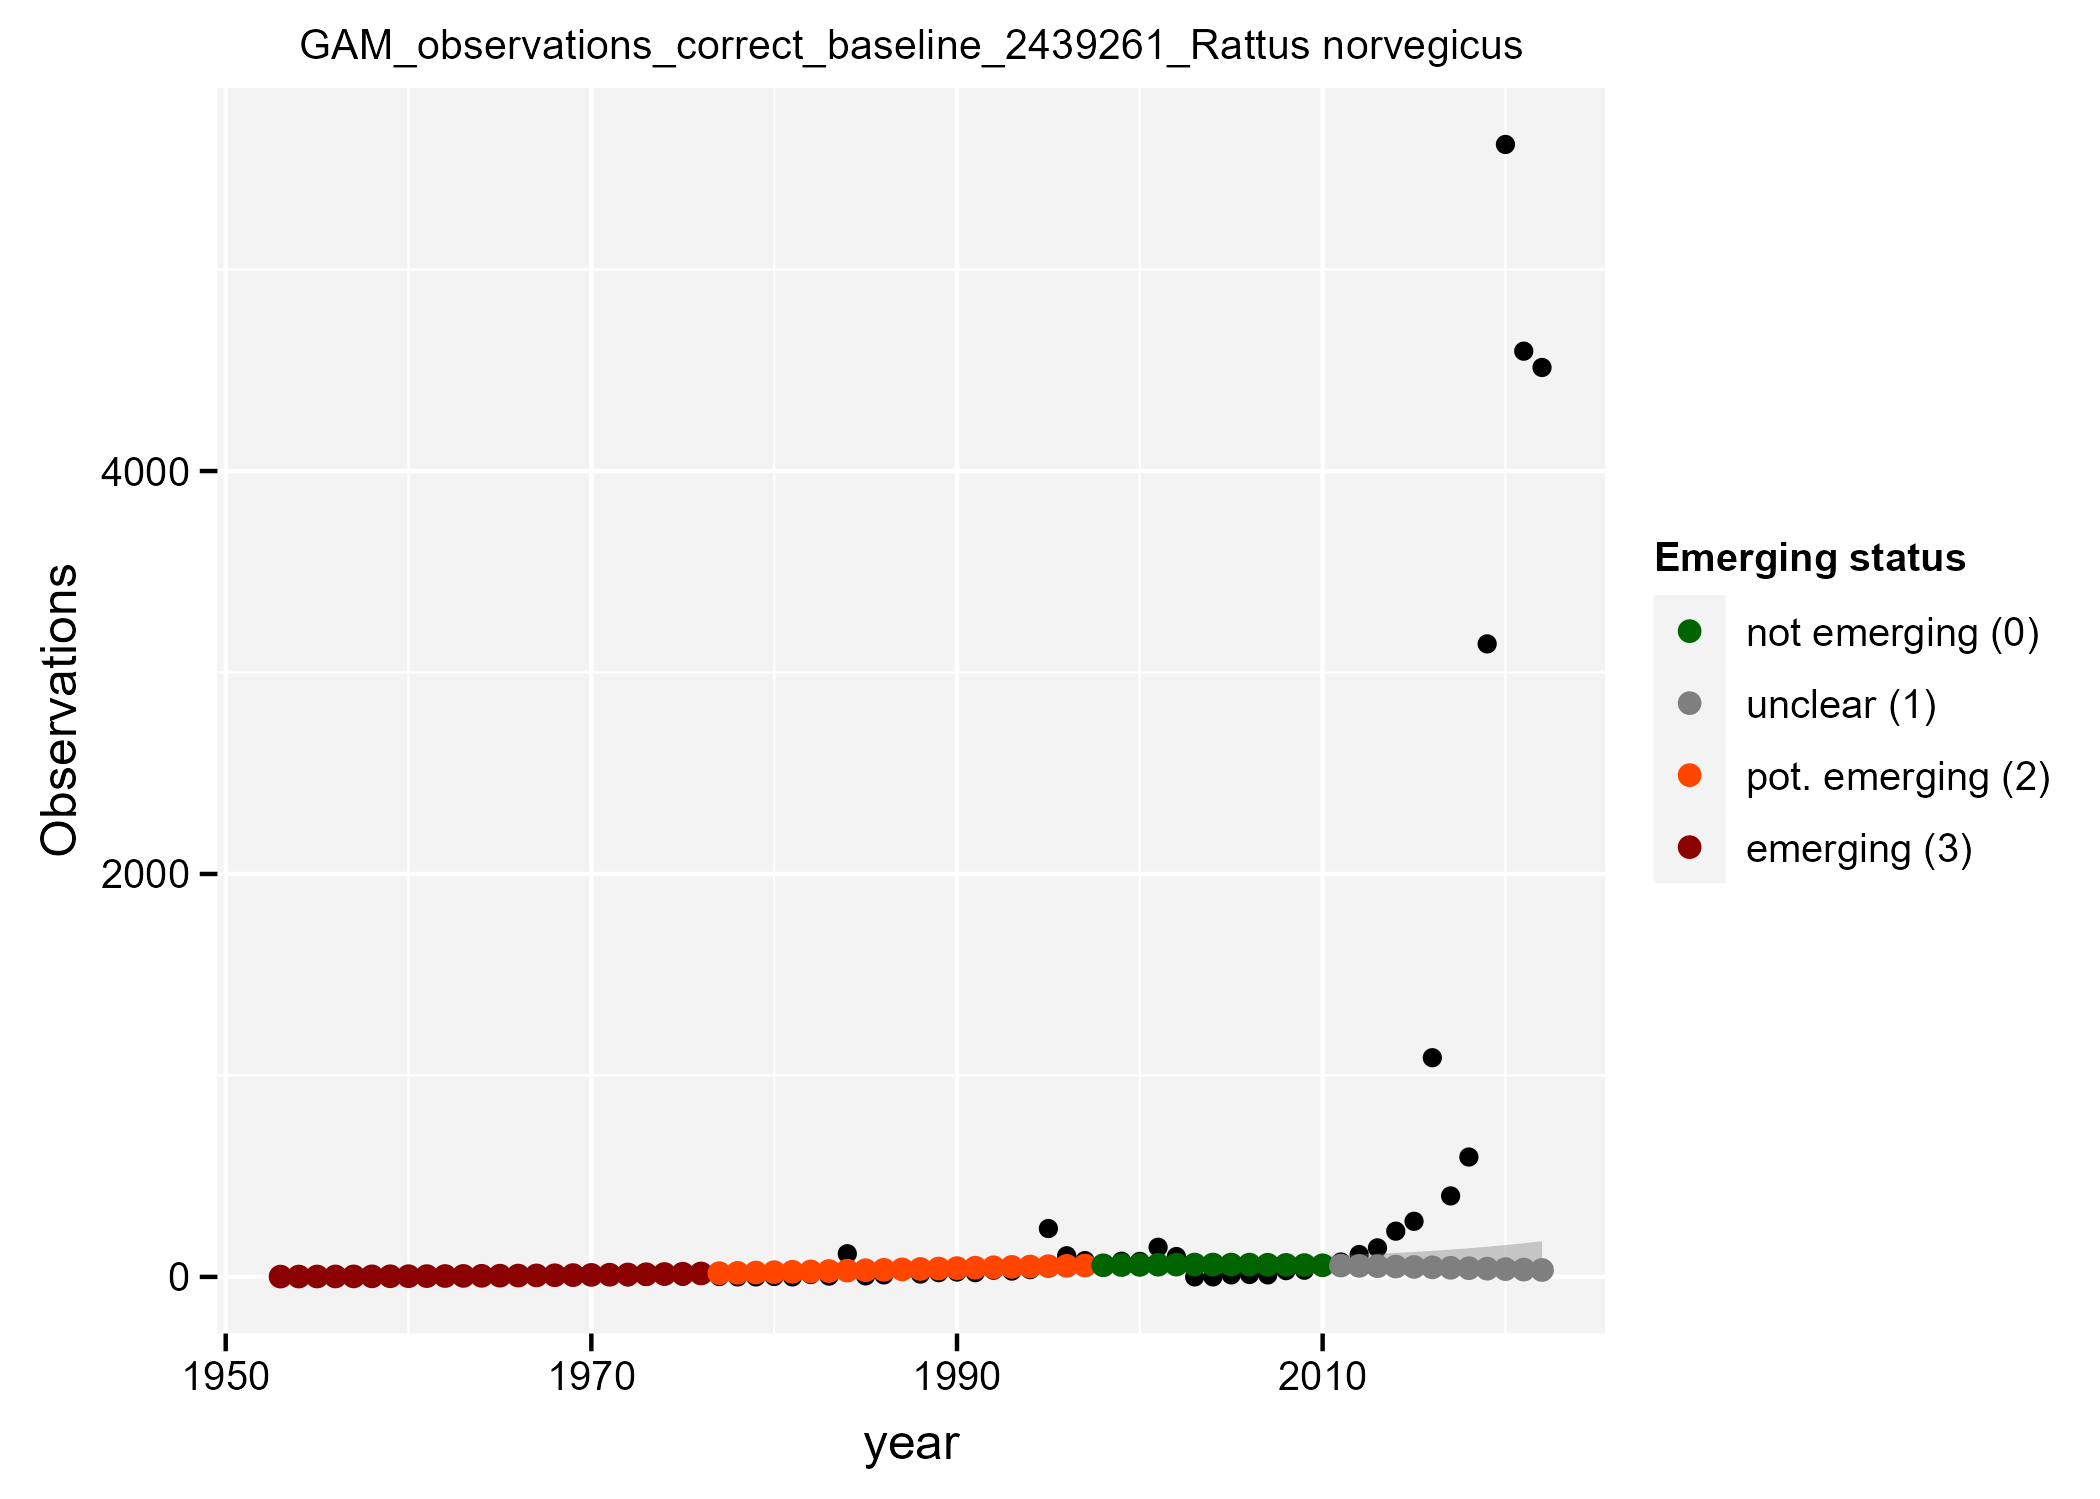 GAM_observations_correct_baseline_2439261_Rattus norvegicus
Observations
4000
2000
0
1950
1970
1990
2010
year
Emerging status
not emerging (0)
unclear (1)
pot. emerging (2)
emerging (3)